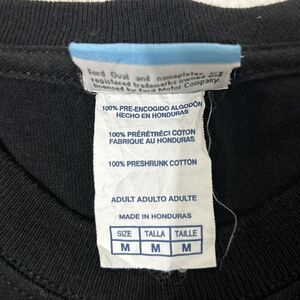 Ford Oval and nameplates are
registered trademarks owned and
licensed by Ford Motor Company.
100% PRE-ENCOGIDO ALGODÓN
HECHO EN HONDURAS
100% PRÉRÉTRÉCI COTON
FABRIQUE AU HONDURAS
100% PRESHRUNK COTTON
ADULT ADULTO ADULTE
MADE IN HONDURAS
SIZE TALLA TAILLE
M M M